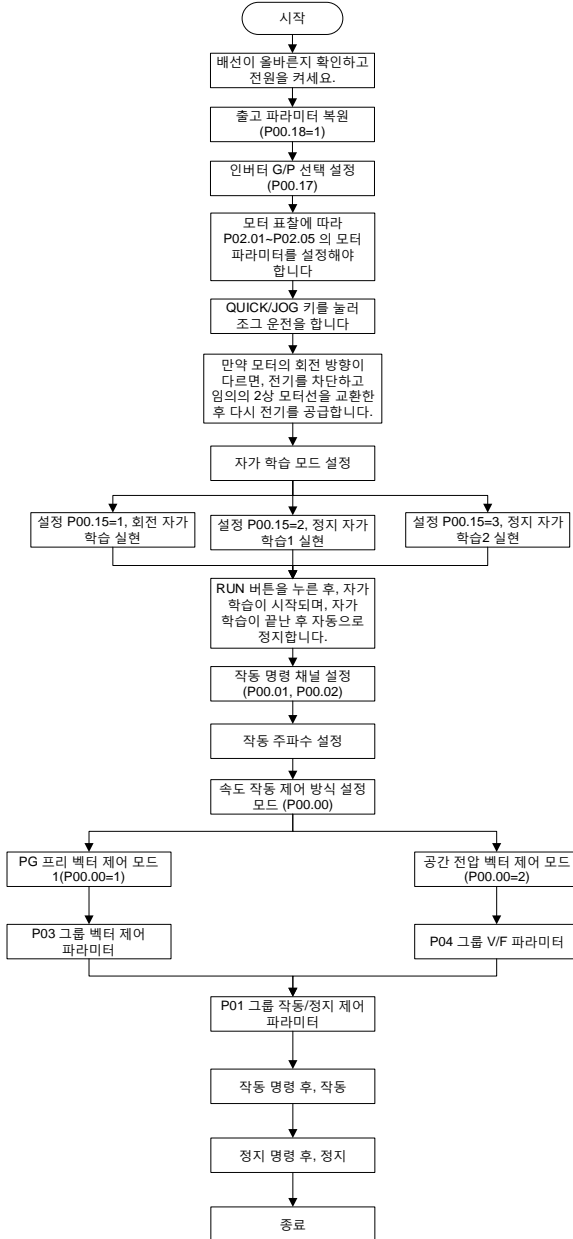 시작
배선이 올바른지 확인하고
전원을 켜세요.
출고 파라미터 복원
(P00.18=1)
인버터 G/P 선택 설정
(P00.17)
모터 표찰에 따라
P02.01~P02.05 의 모터
파라미터를 설정해야
합니다
QUICK/JOG 키를 눌러
조그 운전을 합니다
만약 모터의 회전 방향이
다르면, 전기를 차단하고
임의의 2상 모터선을 교환한
후 다시 전기를 공급합니다.
자가 학습 모드 설정
설정 P00.15=1, 회전 자가
학습 실현
설정 P00.15=2, 정지 자가
학습1 실현
설정 P00.15=3, 정지 자가
학습2 실현
RUN 버튼을 누른 후, 자가
학습이 시작되며, 자가
학습이 끝난 후 자동으로
정지합니다.
작동 명령 채널 설정
(P00.01, P00.02)
작동 주파수 설정
속도 작동 제어 방식 설정
모드 (P00.00)
PG 프리 벡터 제어 모드
1(P00.00=1)
공간 전압 벡터 제어 모드
(P00.00=2)
P03 그룹 벡터 제어
파라미터
P04 그룹 V/F 파라미터
P01 그룹 작동/정지 제어
파라미터
작동 명령 후, 작동
정지 명령 후, 정지
종료